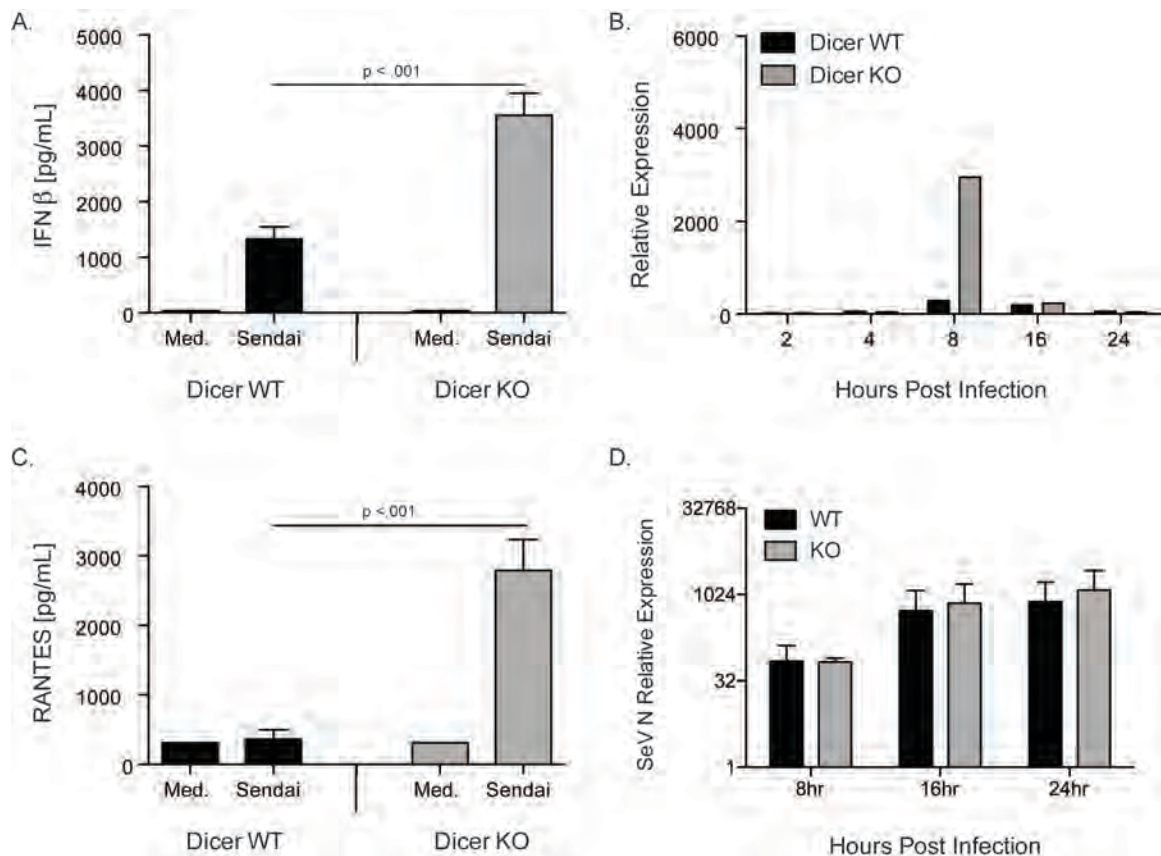 A.
5000
4000
3000
2000
1000
0
IFN β [pg/mL]
p < .001
Med. Sendai Med. Sendai
Dicer WT Dicer KO
B.
6000
4000
2000
0
Relative Expression
Dicer WT
Dicer KO
2 4 8 16 24
Hours Post Infection
C.
4000
3000
2000
1000
0
RANTES [pg/mL]
p < .001
Med. Sendai Med. Sendai
Dicer WT Dicer KO
D.
32768
1024
32
1
SeV N Relative Expression
WT
KO
8hr 16hr 24hr
Hours Post Infection